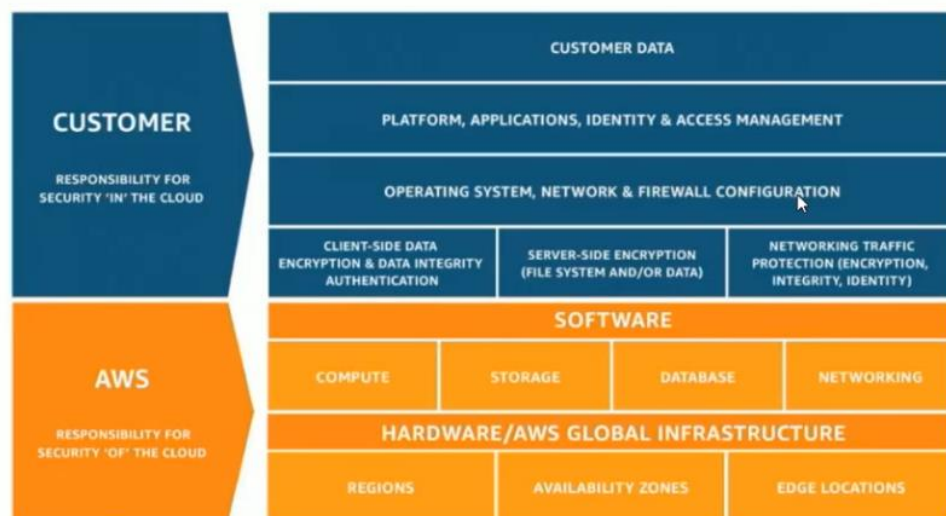 CUSTOMER
RESPONSIBILITY FOR
SECURITY 'IN' THE CLOUD
CUSTOMER DATA
PLATFORM, APPLICATIONS, IDENTITY & ACCESS MANAGEMENT
OPERATING SYSTEM, NETWORK & FIREWALL CONFIGURATION
CLIENT-SIDE DATA
ENCRYPTION & DATA INTEGRITY
AUTHENTICATION
SERVER-SIDE ENCRYPTION
(FILE SYSTEM AND/OR DATA)
NETWORKING TRAFFIC
PROTECTION (ENCRYPTION,
INTEGRITY, IDENTITY)
AWS
RESPONSIBILITY FOR
SECURITY 'OF' THE CLOUD
SOFTWARE
COMPUTE
STORAGE
DATABASE
NETWORKING
HARDWARE/AWS GLOBAL INFRASTRUCTURE
REGIONS
AVAILABILITY ZONES
EDGE LOCATIONS